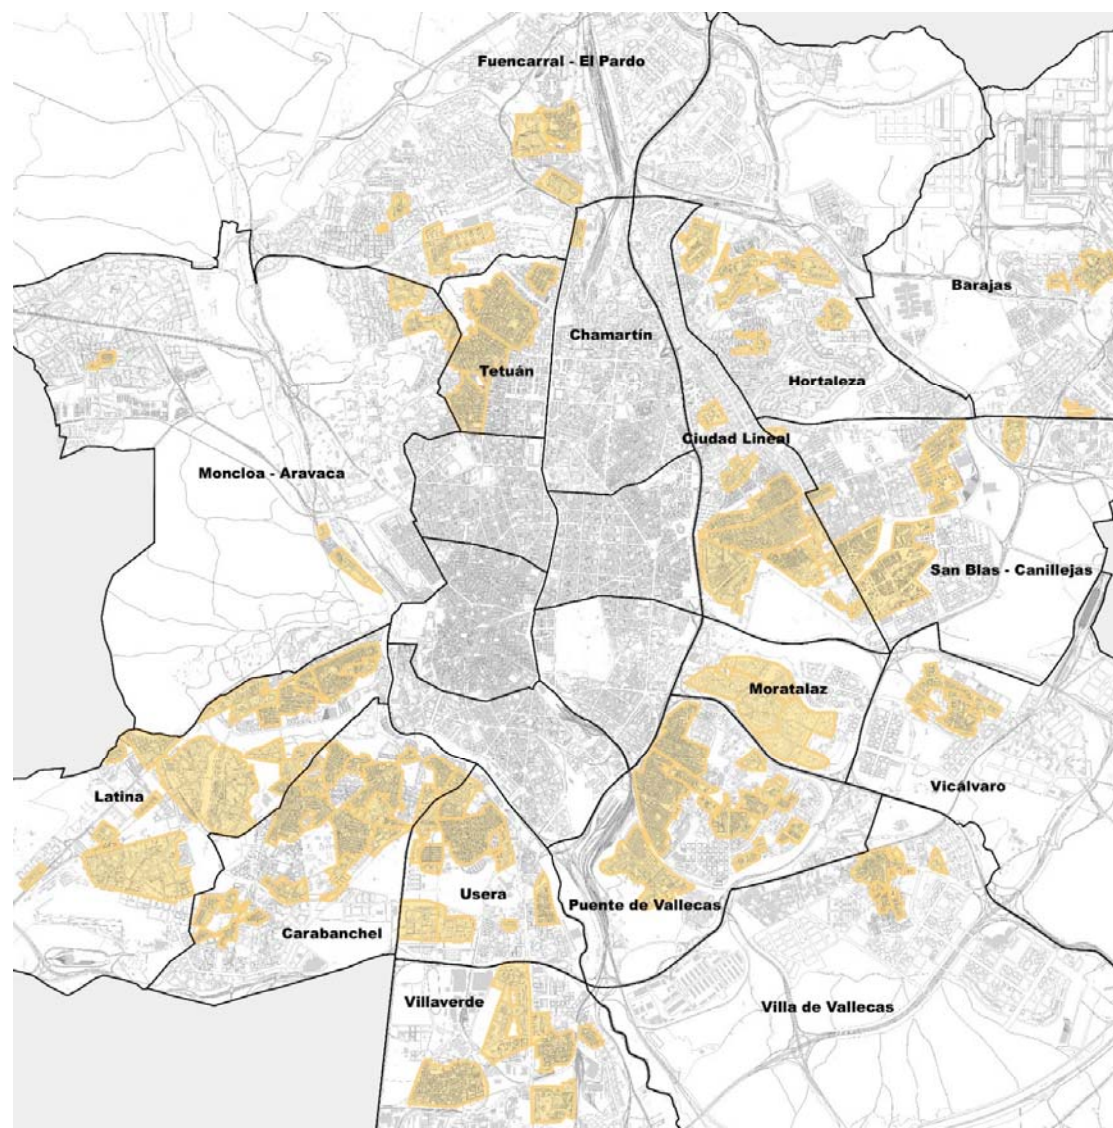 Fuencarral - El Pardo
Barajas
Chamartín
Tetuán
Hortaleza
Ciudad Lineal
Moncloa - Aravaca
San Blas - Canillejas
Moratalaz
Vicálvaro
Latina
Usera
Puente de Vallecas
Carabanchel
Villaverde
Villa de Vallecas